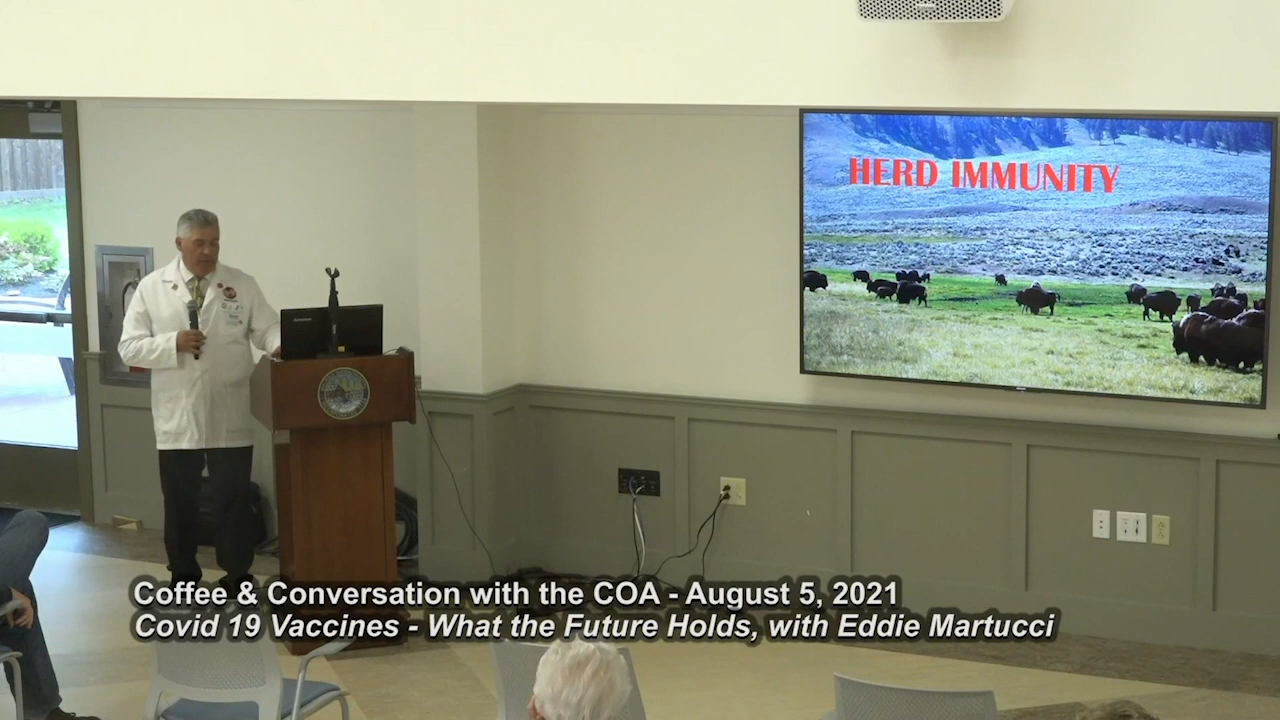 HERD IMMUNITY
Coffee & Conversation with the COA - August 5, 2021
Covid 19 Vaccines - What the Future Holds, with Eddie Martucci